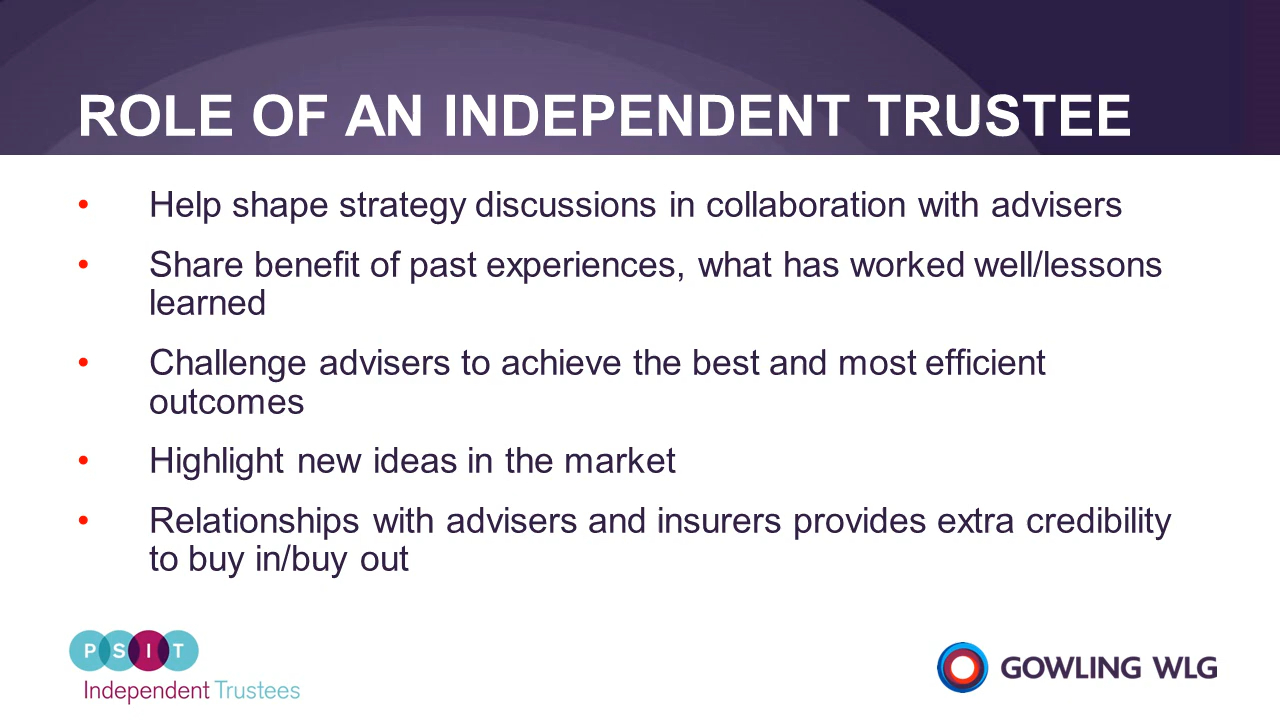 ROLE OF AN INDEPENDENT TRUSTEE
• Help shape strategy discussions in collaboration with advisers
• Share benefit of past experiences, what has worked well/lessons
learned
• Challenge advisers to achieve the best and most efficient
outcomes
• Highlight new ideas in the market
• Relationships with advisers and insurers provides extra credibility
to buy in/buy out
PSIT
Independent Trustees
GOWLING WLG